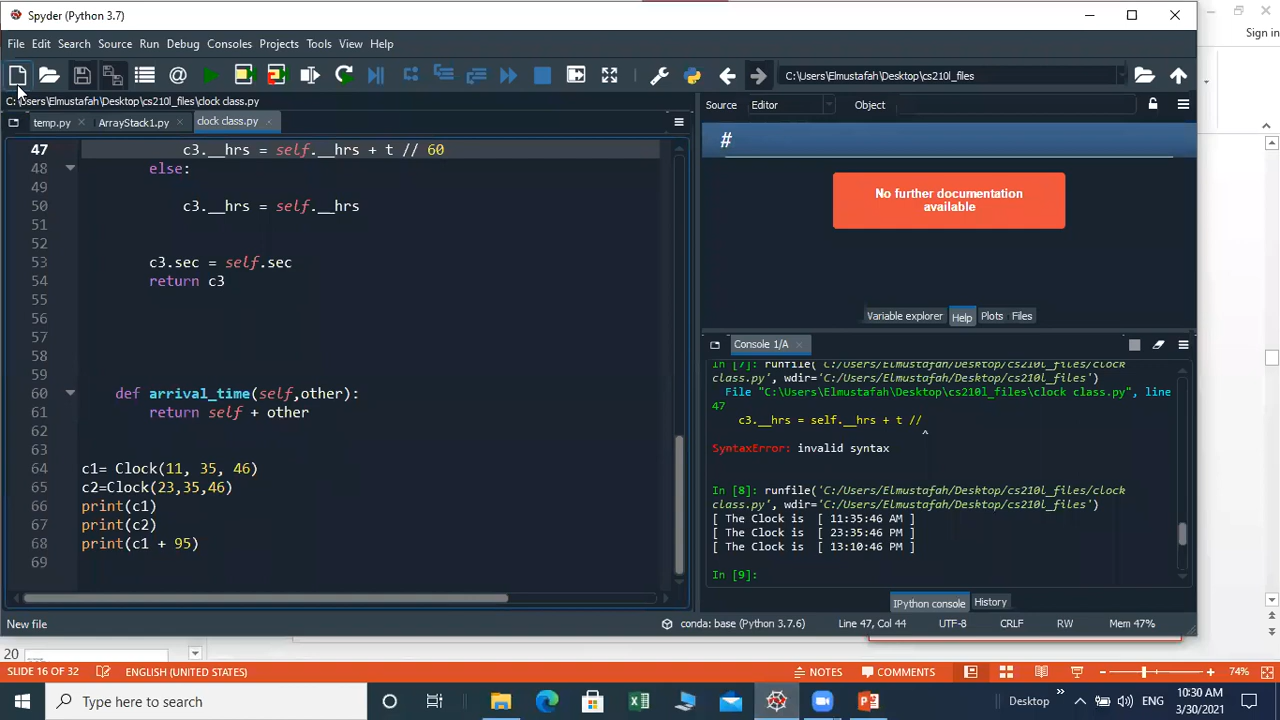 Spyder (Python 3.7)
Sign in
File Edit Search Source Run Debug Consoles Projects Tools View Help
C:\Users\Elmustafah\Desktop\cs210l_files
C:\Users\Elmustafah\Desktop\cs210l_files\clock class.py
Source Editor Object
temp.py ArrayStack1.py clock class.py
#
No further documentation
available
47 c3.__hrs = self.__hrs + t // 60
48 else:
49
50 c3.__hrs = self.__hrs
51
52
53 c3.sec = self.sec
54 return c3
55
56
57
58
59
60 def arrival_time(self,other):
61 return self + other
62
63
64 c1= Clock(11, 35, 46)
65 c2=Clock(23,35,46)
66 print(c1)
67 print(c2)
68 print(c1 + 95)
69
Variable explorer Help Plots Files
Console 1/A
In [7]: runfile('C:/Users/Elmustafah/Desktop/cs210l_files/clock
class.py', wdir='C:/Users/Elmustafah/Desktop/cs210l_files')
File "C:\Users\Elmustafah\Desktop\cs210l_files\clock class.py", line
47
c3.__hrs = self.__hrs + t //
^
SyntaxError: invalid syntax
In [8]: runfile('C:/Users/Elmustafah/Desktop/cs210l_files/clock
class.py', wdir='C:/Users/Elmustafah/Desktop/cs210l_files')
[ The Clock is [ 11:35:46 AM ]
[ The Clock is [ 23:35:46 PM ]
[ The Clock is [ 13:10:46 PM ]
In [9]:
IPython console History
New file
conda: base (Python 3.7.6) Line 47, Col 44 UTF-8 CRLF RW Mem 47%
20
SLIDE 16 OF 32 ENGLISH (UNITED STATES) NOTES COMMENTS 74%
Type here to search
Desktop ENG
10:30 AM
3/30/2021